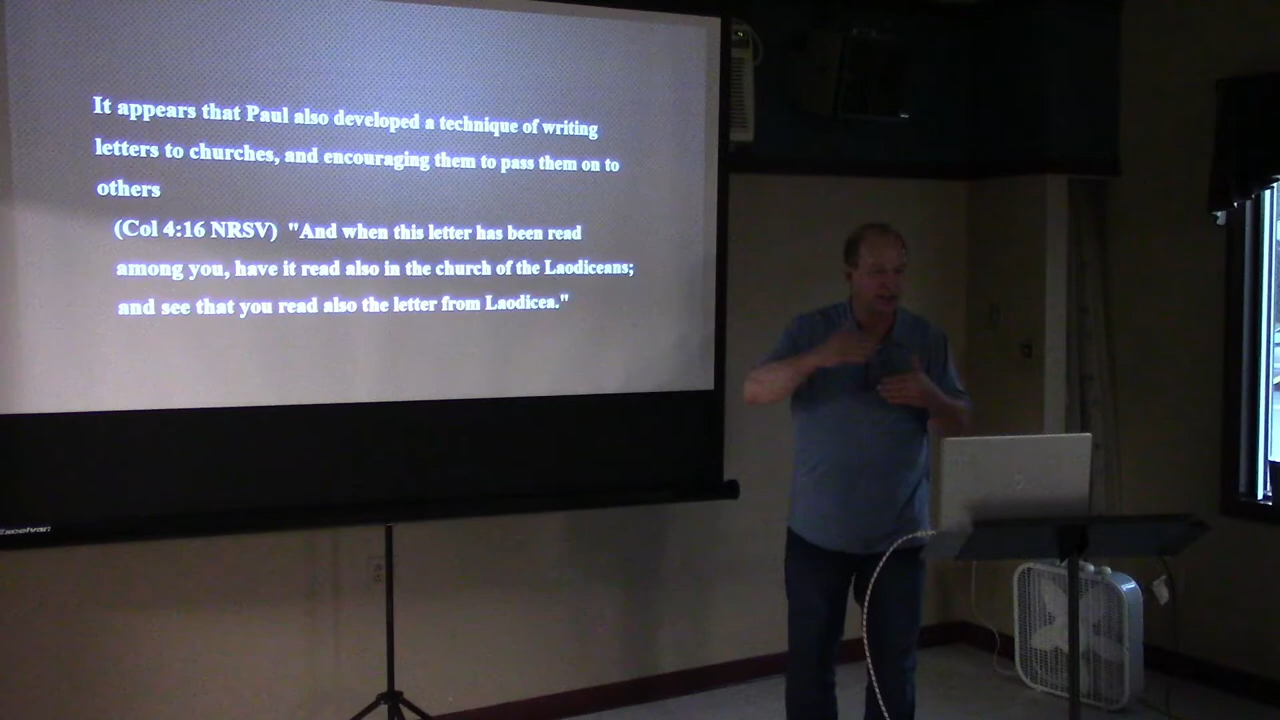 It appears that Paul also developed a technique of writing
letters to churches, and encouraging them to pass them on to
others
(Col 4:16 NRSV) "And when this letter has been read
among you, have it read also in the church of the Laodiceans;
and see that you read also the letter from Laodicea."